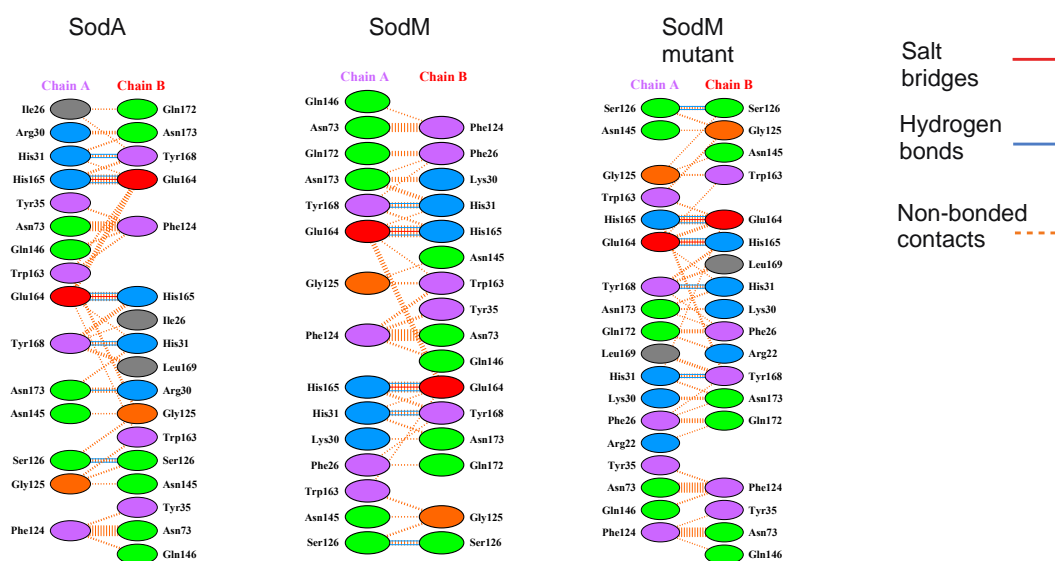 SodA
Chain A Chain B
Ile26 Gln172
Arg30 Asn173
His31 Tyr168
His165 Glu164
Tyr35
Asn73 Phe124
Gln146
Trp163
Glu164 His165
Ile26
Tyr168 His31
Leu169
Asn173 Arg30
Asn145 Gly125
Trp163
Ser126 Ser126
Gly125 Asn145
Tyr35
Phe124 Asn73
Gln146
SodM
Chain A Chain B
Gln146
Asn73 Phe124
Gln172 Phe26
Asn173 Lys30
Tyr168 His31
Glu164 His165
Asn145
Gly125 Trp163
Tyr35
Phe124 Asn73
Gln146
His165 Glu164
His31 Tyr168
Lys30 Asn173
Phe26 Gln172
Trp163
Asn145 Gly125
Ser126 Ser126
SodM
mutant
Chain A Chain B
Ser126 Ser126
Asn145 Gly125
Asn145
Gly125 Trp163
Trp163
His165 Glu164
Glu164 His165
Leu169
Tyr168 His31
Asn173 Lys30
Gln172 Phe26
Leu169 Arg22
His31 Tyr168
Lys30 Asn173
Phe26 Gln172
Arg22
Tyr35
Asn73 Phe124
Gln146 Tyr35
Phe124 Asn73
Gln146
Salt
bridges
Hydrogen
bonds
Non-bonded
contacts